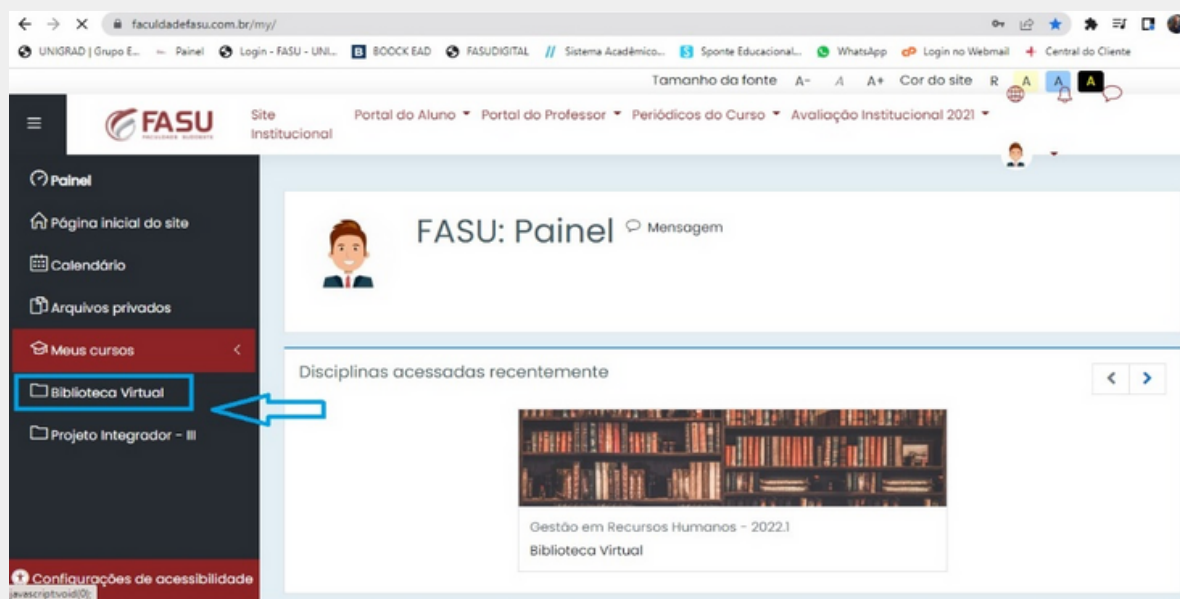 faculdadefasu.com.br/my/
UNIGRAD | Grupo E... Painel Login - FASU - UNI... BOOCK EAD FASUDIGITAL Sistema Acadêmico... Sponte Educacional... WhatsApp Login no Webmail Central do Cliente
Tamanho da fonte A- A A+ Cor do site R A A A
FASU
FACULDADE SUDOESTE
Site Institucional
Portal do Aluno Portal do Professor Periódicos do Curso Avaliação Institucional 2021
Painel
Página inicial do site
Calendário
Arquivos privados
Meus cursos
Biblioteca Virtual
Projeto Integrador - III
Configurações de acessibilidade
javascript:void(0);
FASU: Painel Mensagem
Disciplinas acessadas recentemente
Gestão em Recursos Humanos - 2022.1
Biblioteca Virtual